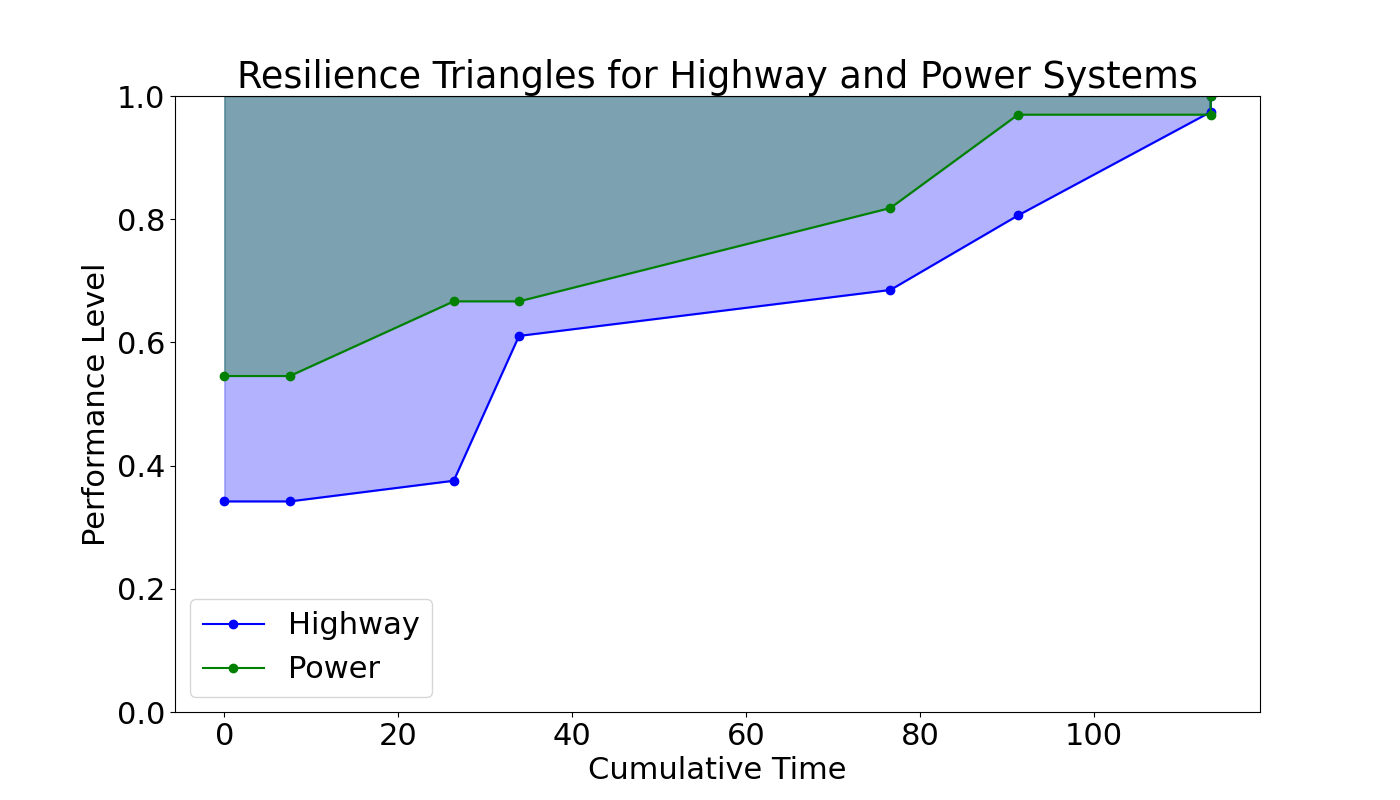 Resilience Triangles for Highway and Power Systems
1.0
0.8
0.6
0.4
0.2
0.0
Performance Level
Highway
Power
0 20 40 60 80 100
Cumulative Time